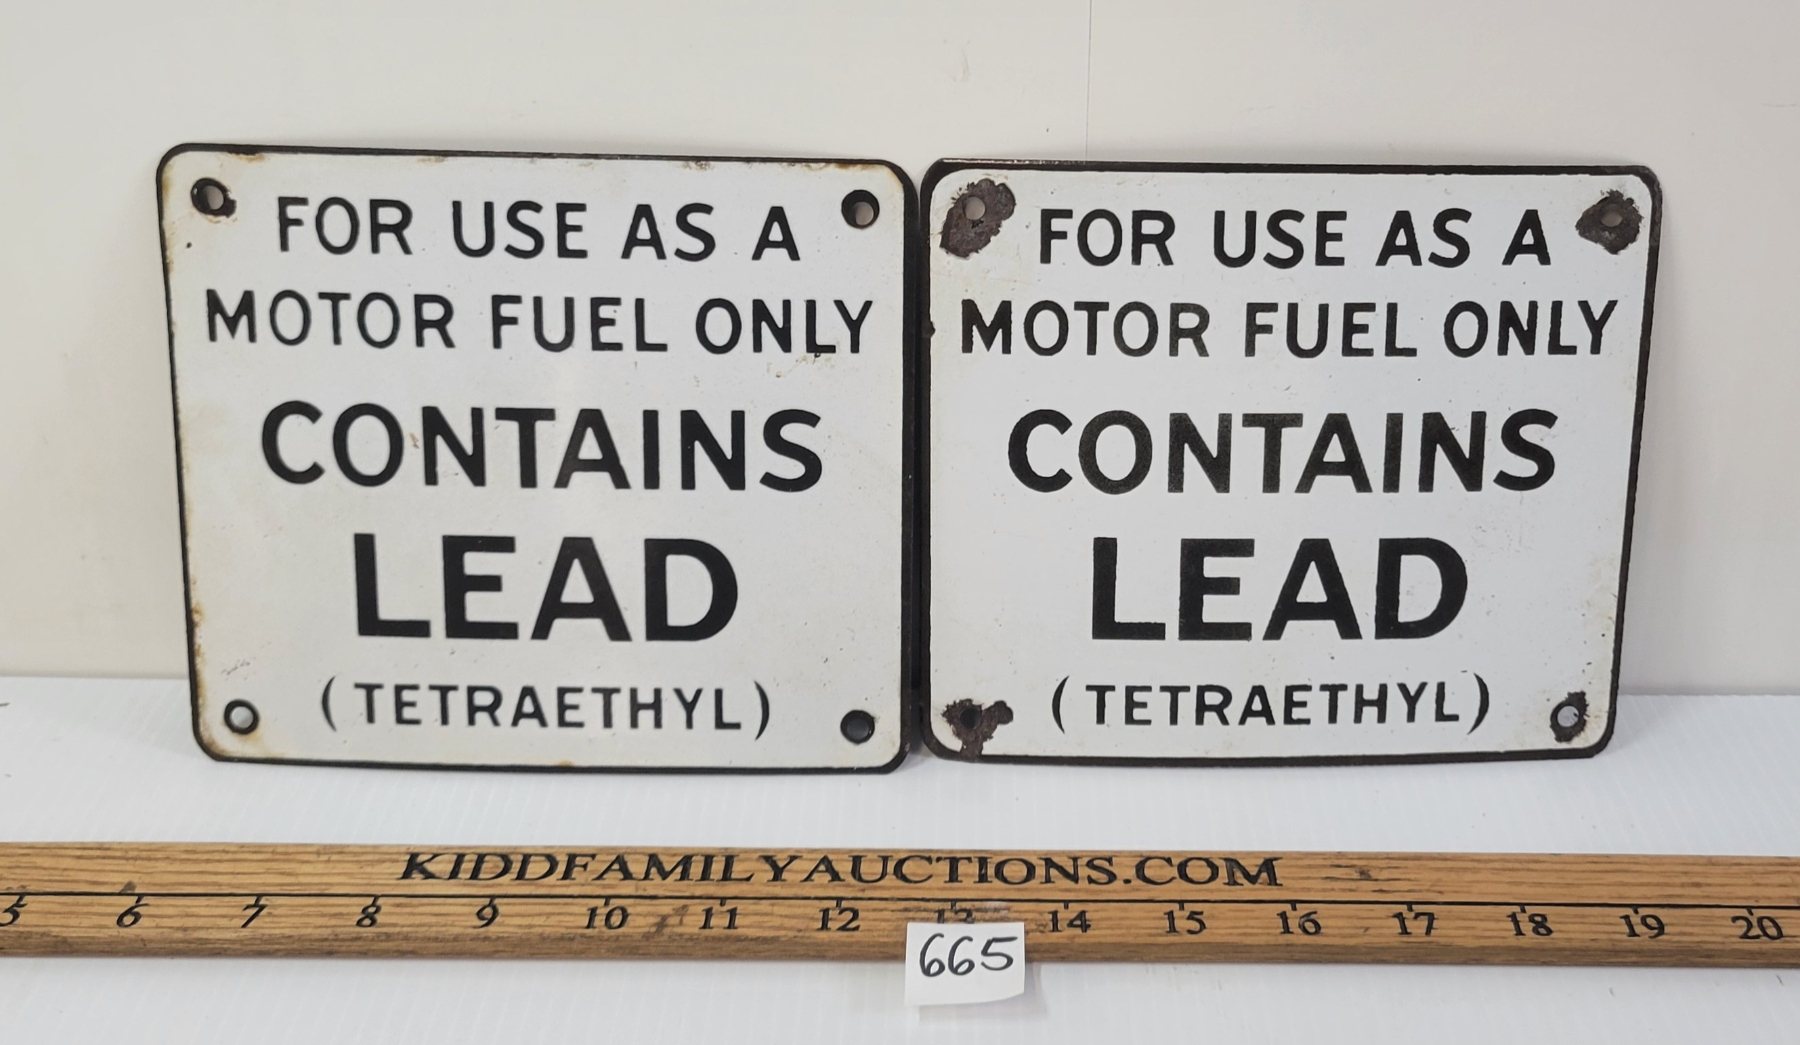 FOR USE AS A
MOTOR FUEL ONLY
CONTAINS
LEAD
(TETRAETHYL)
FOR USE AS A
MOTOR FUEL ONLY
CONTAINS
LEAD
(TETRAETHYL)
KIDDFAMILYAUCTIONS.COM
5 6 7 8 9 10 11 12 13 14 15 16 17 18 19 20
665